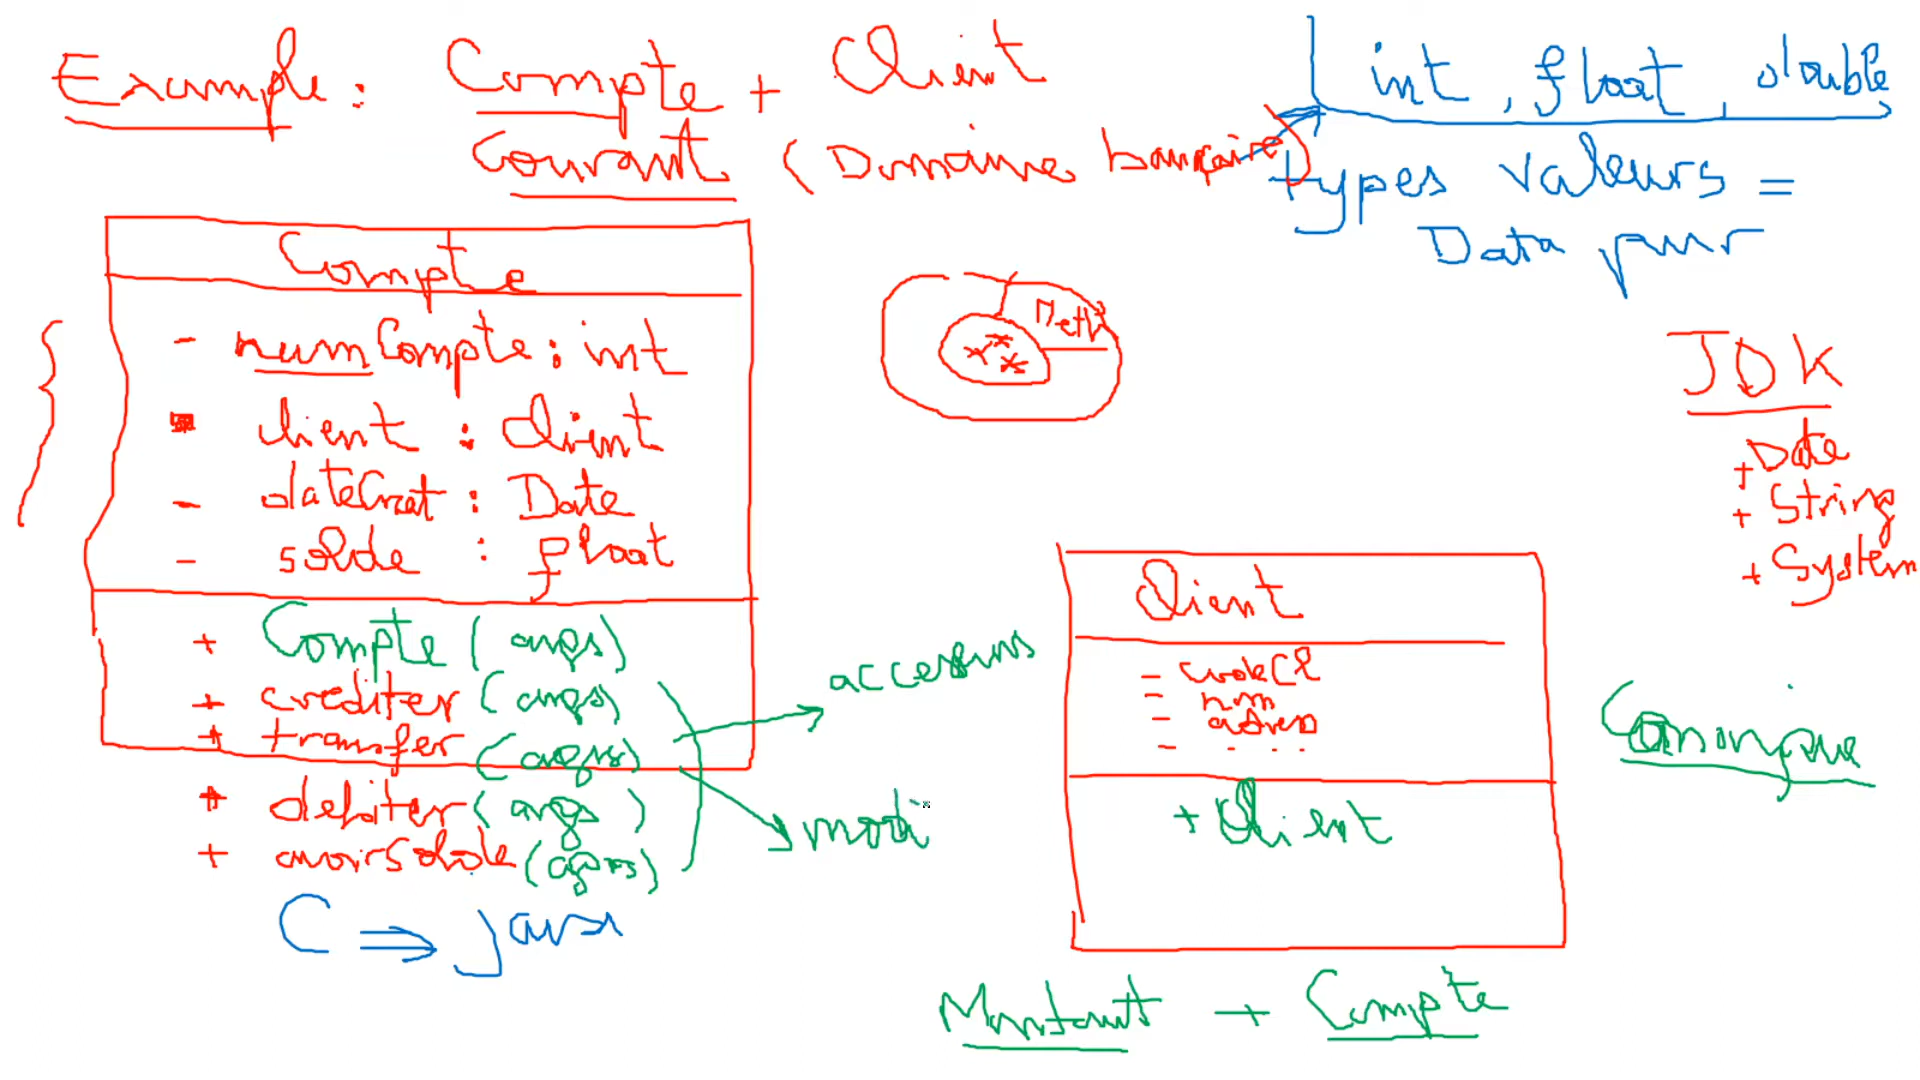 Example : Compte + Client
Courant (Domaine bancaire)
int, float, double
types valeurs =
Data pur
Compte
- numCompte : int
client : Client
- dateCreat : Date
- solde : float
+ Compte (args)
+ crediter (args)
+ transfer (args)
+ debiter (args)
+ avoirSolde (agrs)
C ⇒ java
Meth
JDK
+ Date
+ String
+ System
accesseurs
modi
Client
- codeCl
- nom
- adress
- . . . .
+ Client
Canonique
Montant + Compte